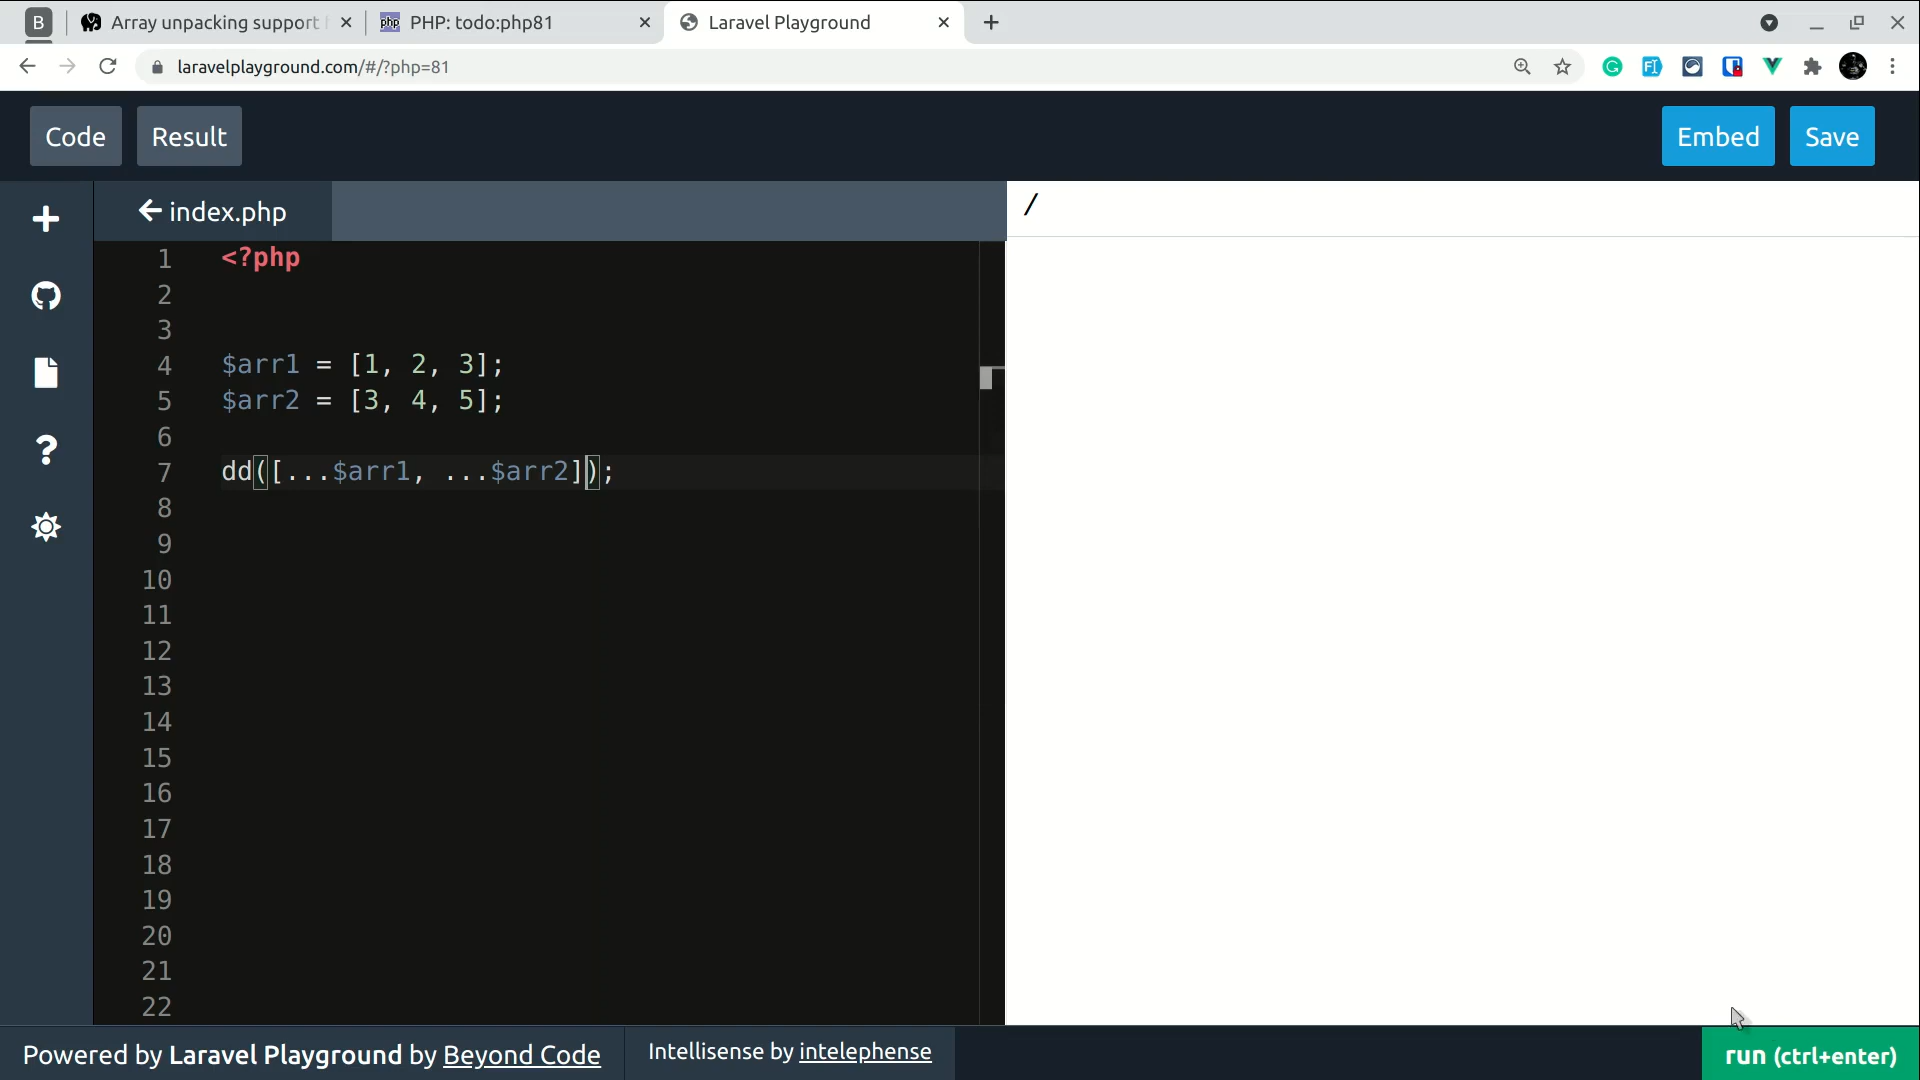 B
Array unpacking support
PHP: todo:php81
Laravel Playground
laravelplayground.com/#/?php=81
Code
Result
Embed
Save
index.php
/
1 <?php
2
3
4 $arr1 = [1, 2, 3];
5 $arr2 = [3, 4, 5];
6
7 dd([...$arr1, ...$arr2]);
8
9
10
11
12
13
14
15
16
17
18
19
20
21
22
Powered by Laravel Playground by Beyond Code
Intellisense by intelephense
run (ctrl+enter)